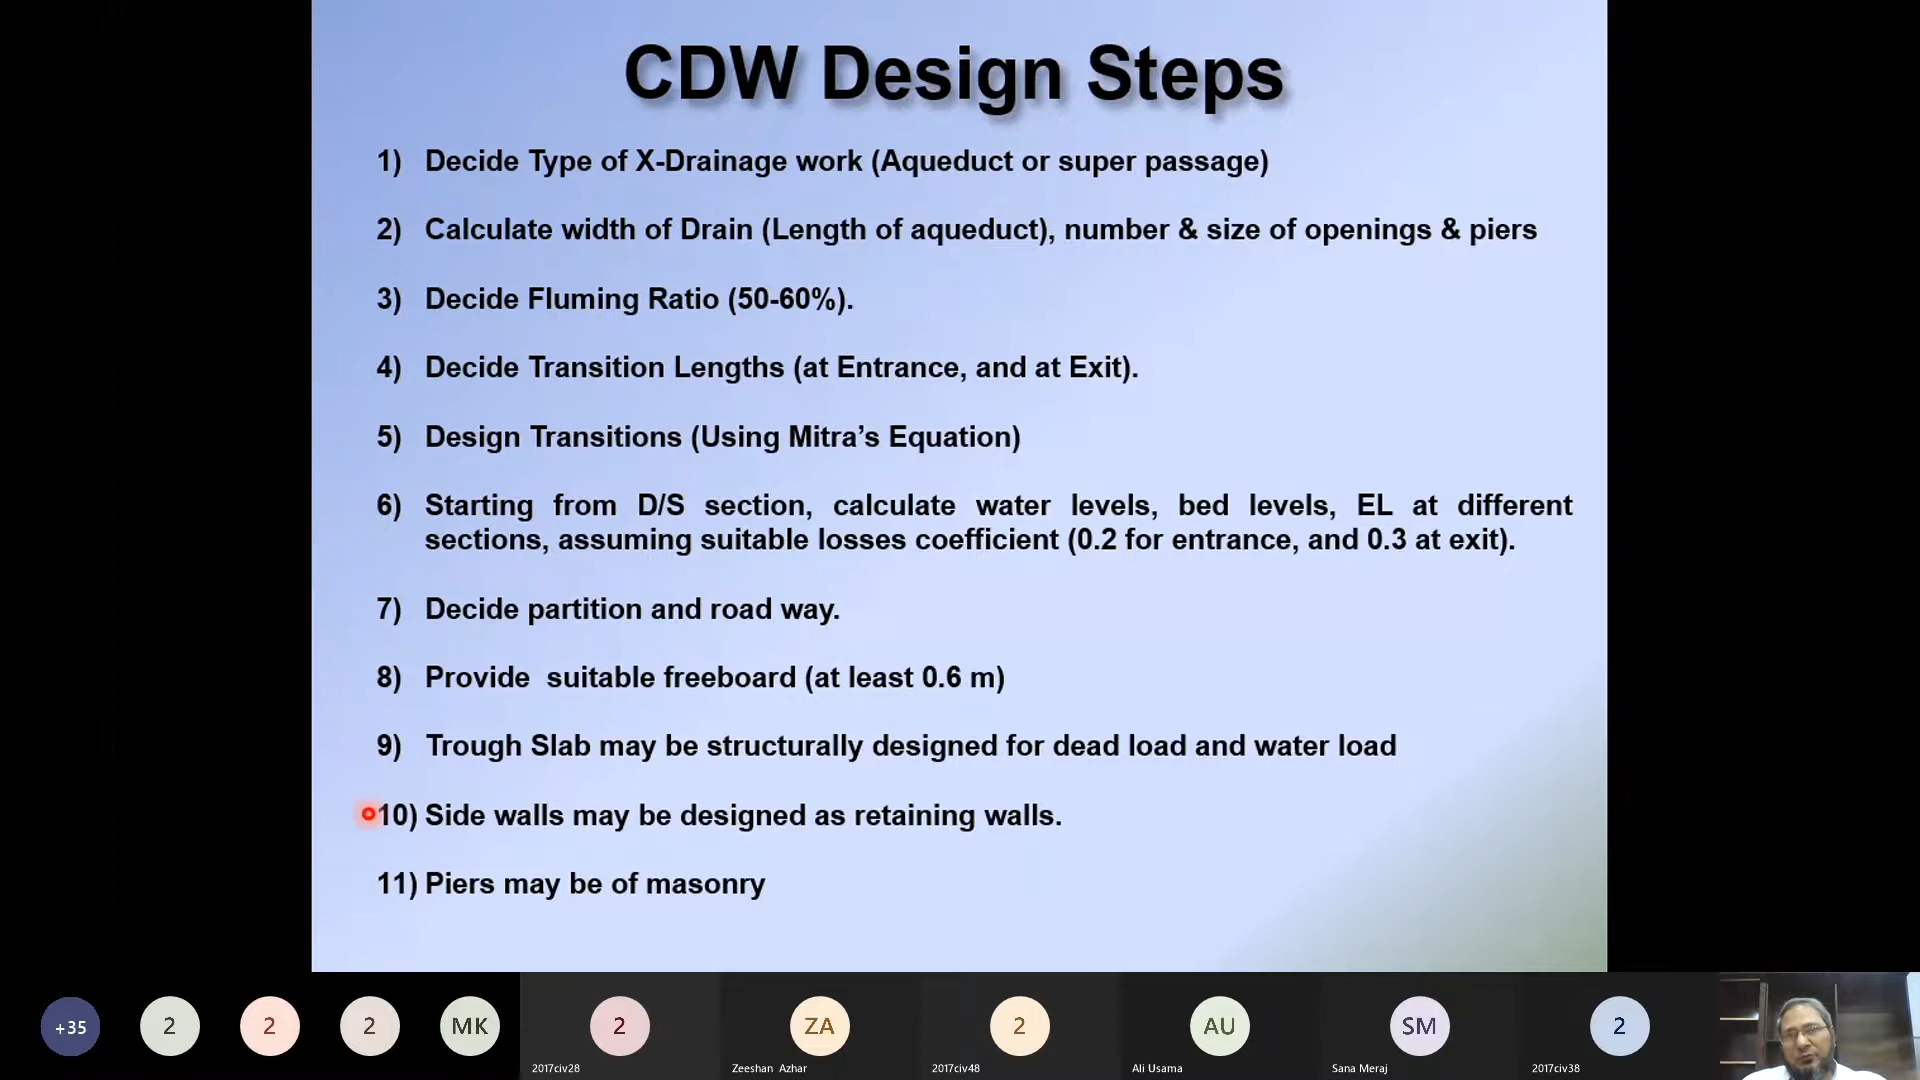 CDW Design Steps
1) Decide Type of X-Drainage work (Aqueduct or super passage)
2) Calculate width of Drain (Length of aqueduct), number & size of openings & piers
3) Decide Fluming Ratio (50-60%).
4) Decide Transition Lengths (at Entrance, and at Exit).
5) Design Transitions (Using Mitra’s Equation)
6) Starting from D/S section, calculate water levels, bed levels, EL at different
sections, assuming suitable losses coefficient (0.2 for entrance, and 0.3 at exit).
7) Decide partition and road way.
8) Provide suitable freeboard (at least 0.6 m)
9) Trough Slab may be structurally designed for dead load and water load
10) Side walls may be designed as retaining walls.
11) Piers may be of masonry
+35 2 2 2 MK 2 ZA 2 AU SM 2
2017civ28 Zeeshan Azhar 2017civ48 Ali Usama Sana Meraj 2017civ38